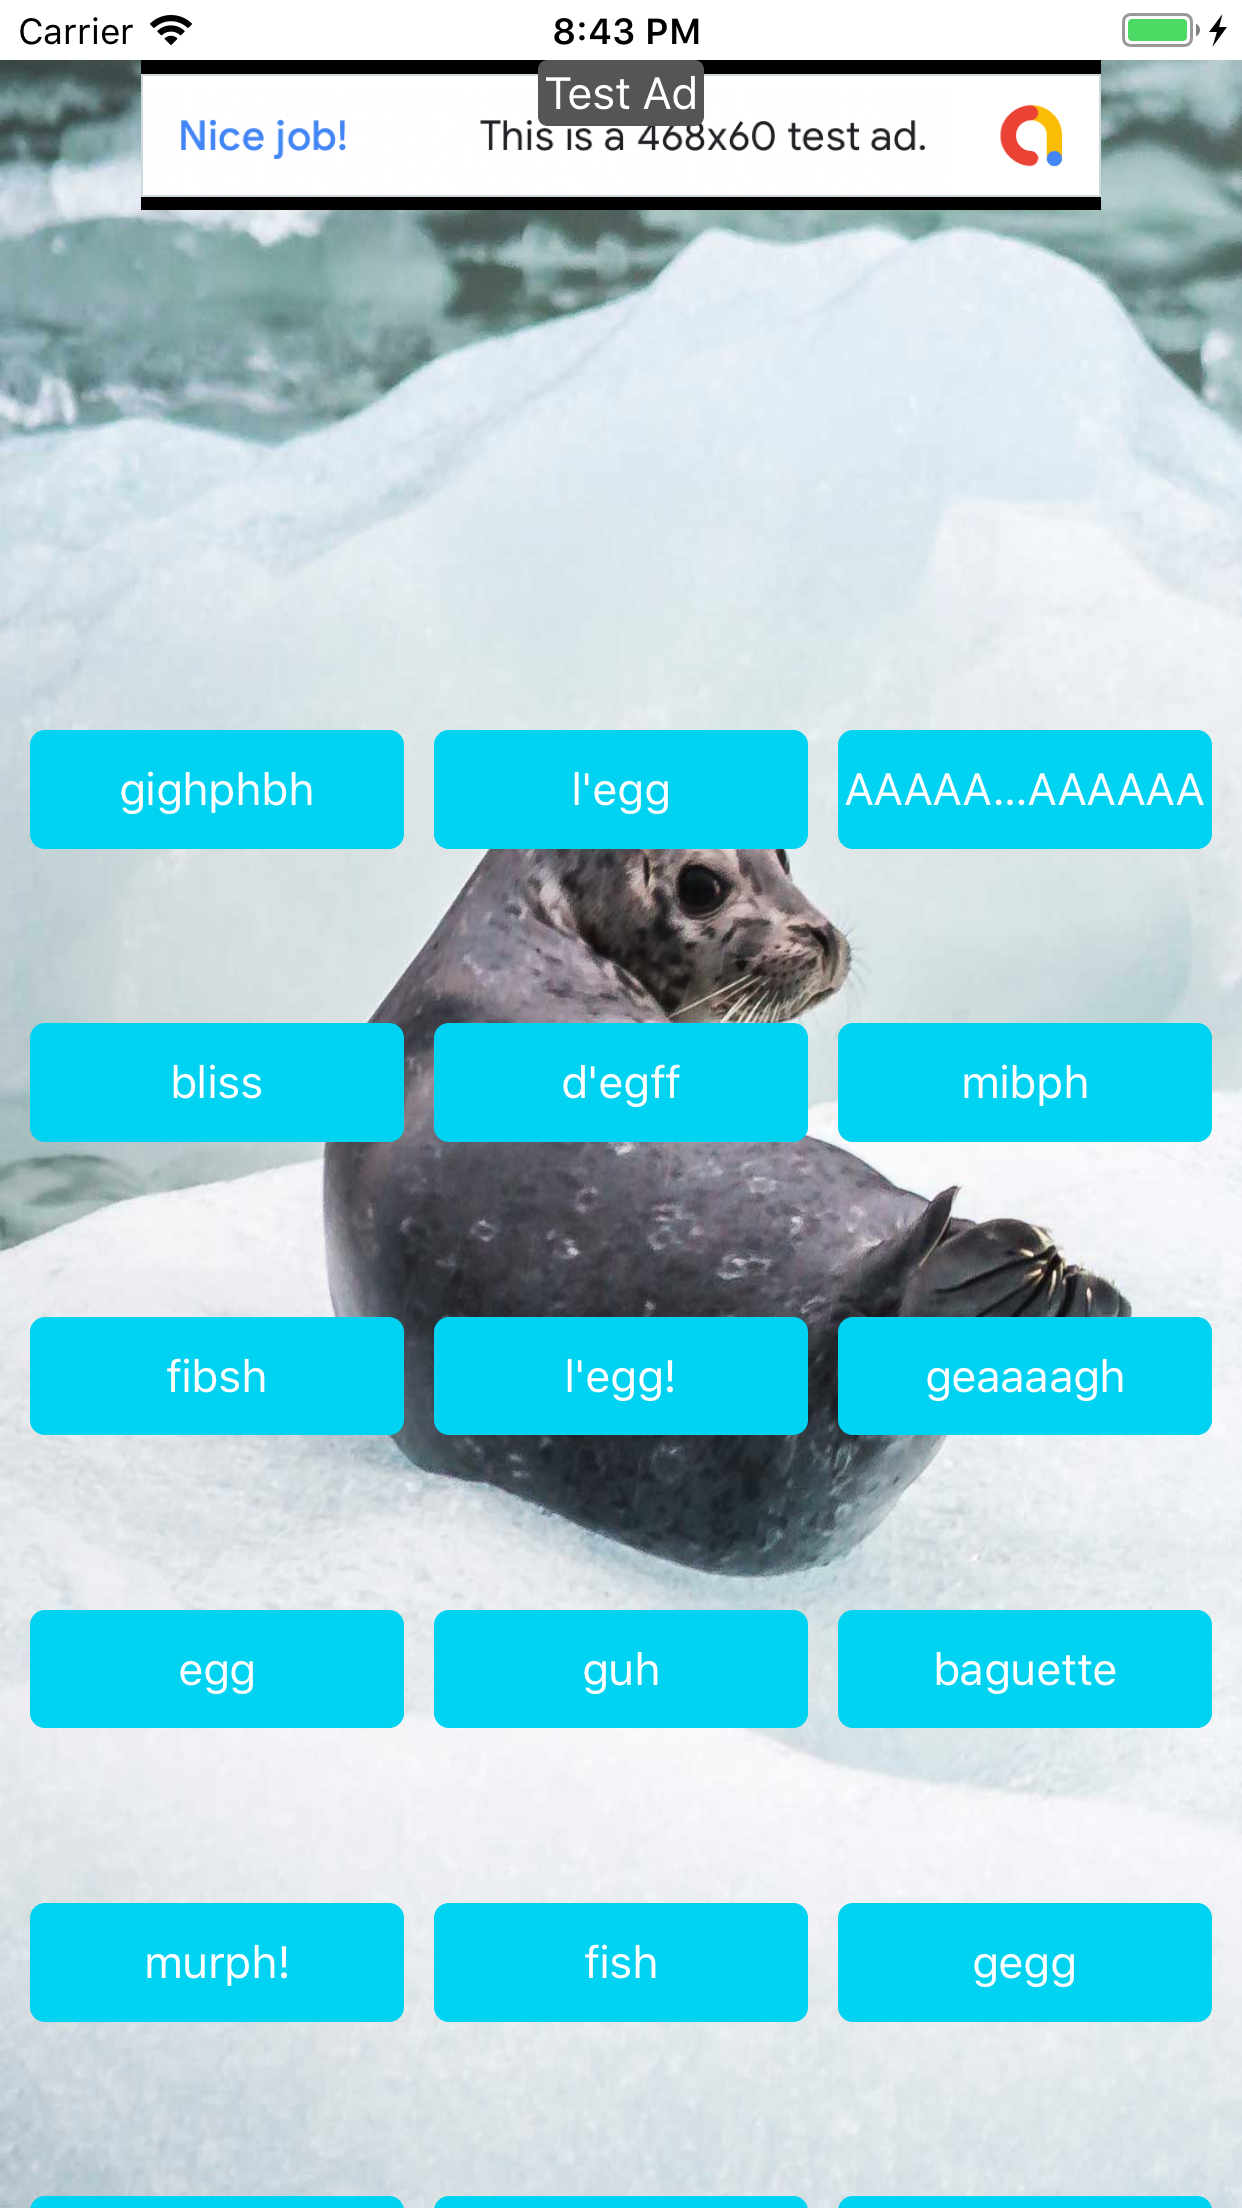 Carrier 8:43 PM
Test Ad
Nice job! This is a 468x60 test ad.
gighphbh l'egg AAAAA...AAAAAA
bliss d'egff mibph
fibsh l'egg! geaaaagh
egg guh baguette
murph! fish gegg